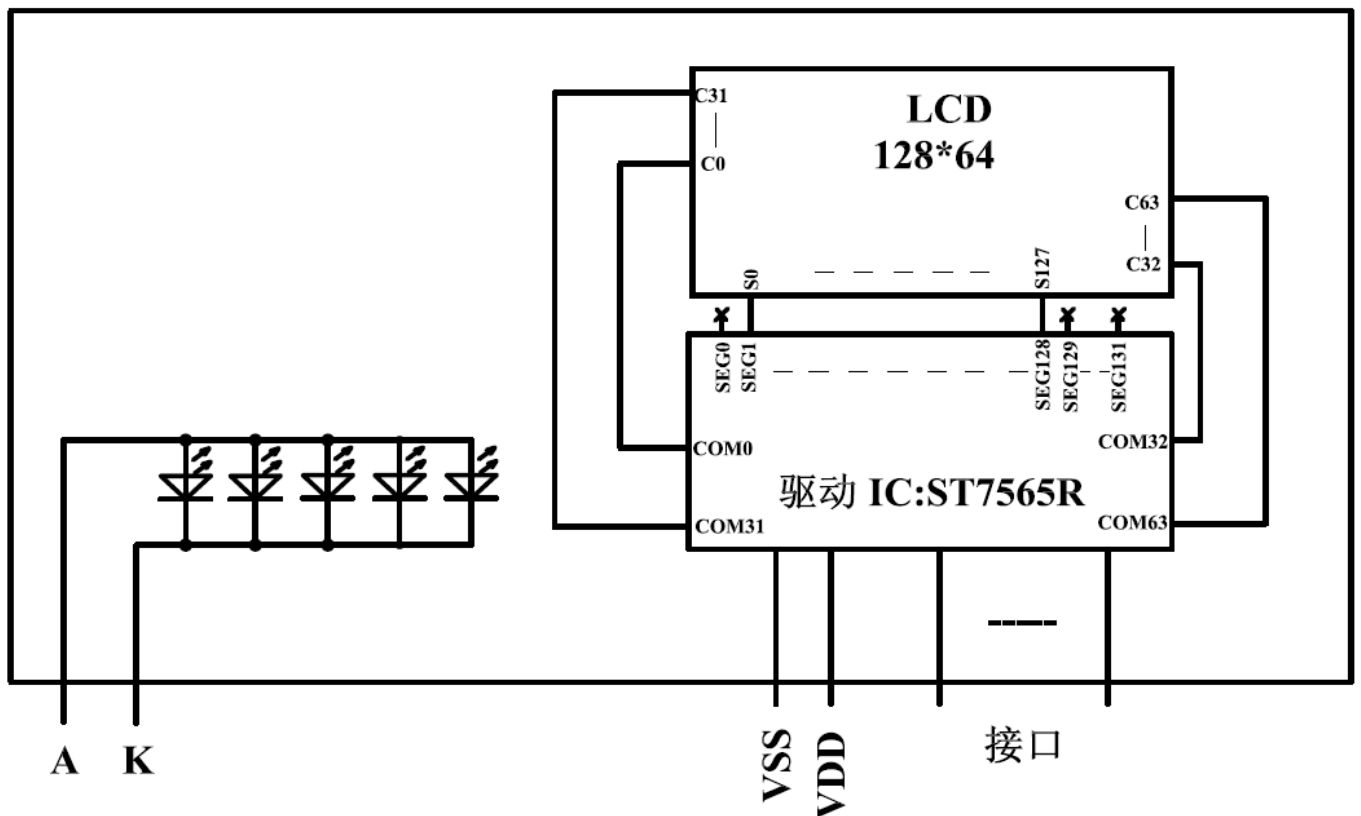 LCD
128*64
C31
C0
C63
C32
S0
S127
SEG0
SEG1
SEG128
SEG129
SEG131
COM0
COM31
COM32
COM63
驱动 IC:ST7565R
A
K
VSS
VDD
接口